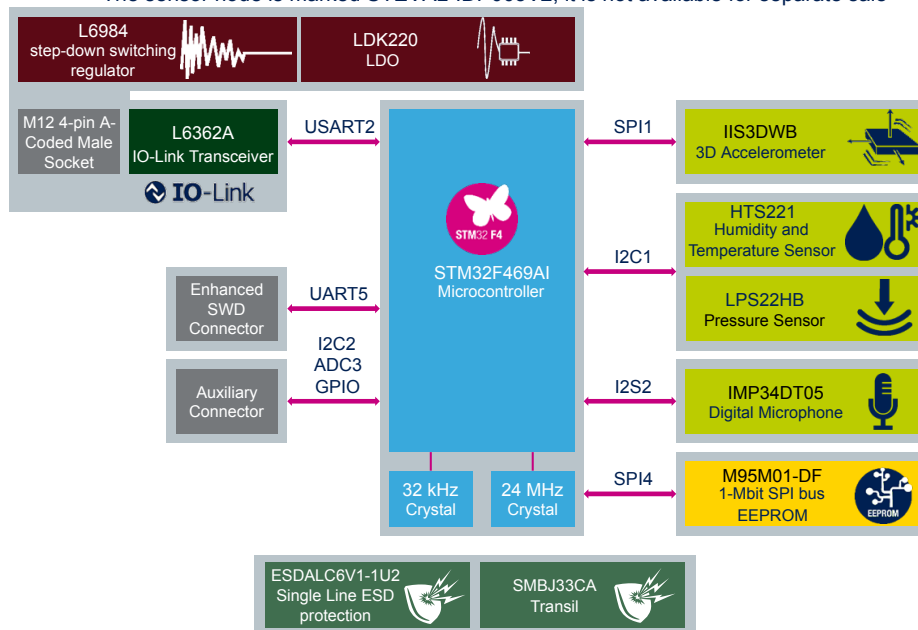 L6984
step-down switching
regulator
LDK220
LDO
M12 4-pin A-
Coded Male
Socket
L6362A
IO-Link Transceiver
IO-Link
USART2
SPI1
IIS3DWB
3D Accelerometer
STM32 F4
STM32F469AI
Microcontroller
HTS221
Humidity and
Temperature Sensor
I2C1
LPS22HB
Pressure Sensor
Enhanced
SWD
Connector
UART5
I2C2
ADC3
GPIO
Auxiliary
Connector
I2S2
IMP34DT05
Digital Microphone
32 kHz
Crystal
24 MHz
Crystal
SPI4
M95M01-DF
1-Mbit SPI bus
EEPROM
EEPROM
ESDALC6V1-1U2
Single Line ESD
protection
SMBJ33CA
Transil